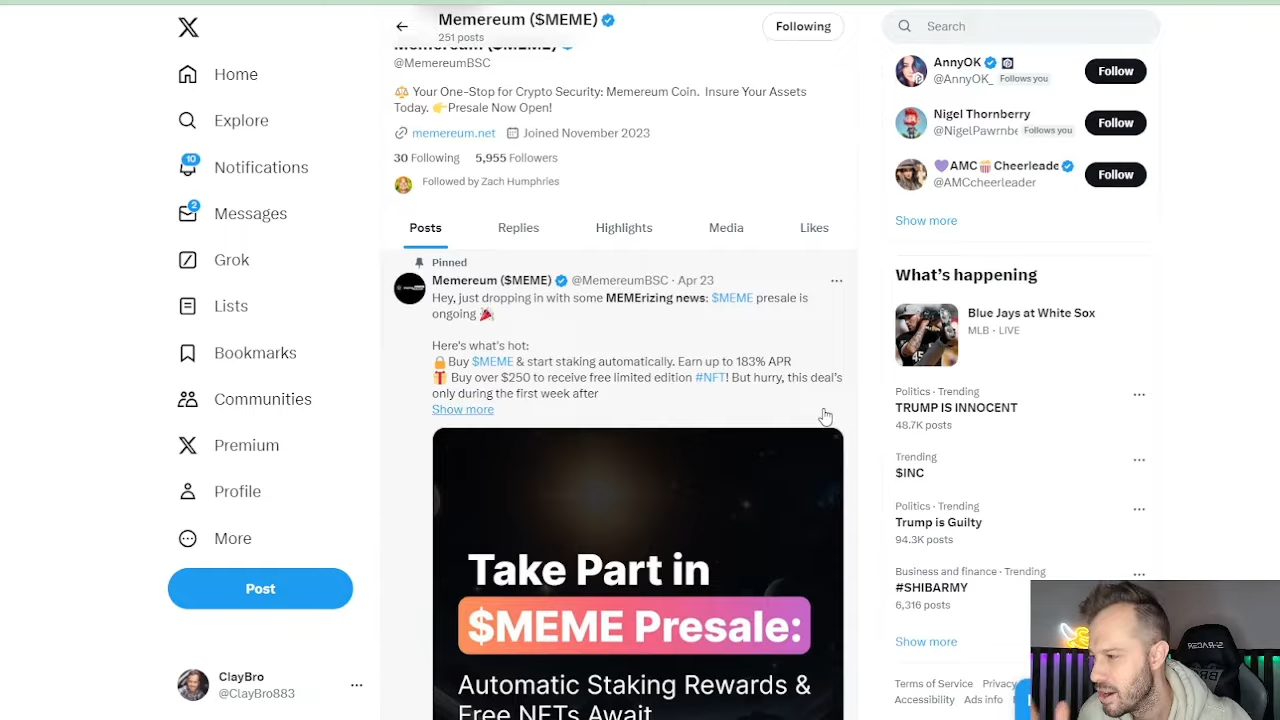 Home
Explore
10
Notifications
2
Messages
Grok
Lists
Bookmarks
Communities
Premium
Profile
More
Post
ClayBro
@ClayBro883
Memereum ($MEME)
251 posts
Following
Memereum ($MEME)
@MemereumBSC
Your One-Stop for Crypto Security: Memereum Coin. Insure Your Assets
Today. 👉Presale Now Open!
memereum.net Joined November 2023
30 Following 5,955 Followers
Followed by Zach Humphries
Posts Replies Highlights Media Likes
Pinned
Memereum ($MEME) @MemereumBSC · Apr 23
Hey, just dropping in with some MEMErizing news: $MEME presale is
ongoing 🎉
Here's what's hot:
🔒Buy $MEME & start staking automatically. Earn up to 183% APR
🎁 Buy over $250 to receive free limited edition #NFT! But hurry, this deal's
only during the first week after
Show more
Take Part in
$MEME Presale:
Automatic Staking Rewards &
Free NFTs Await
Search
AnnyOK
@AnnyOK_ Follows you
Follow
Nigel Thornberry
@NigelPawrnbe Follows you
Follow
💜AMC🍿Cheerleade
@AMCcheerleader
Follow
Show more
What's happening
Blue Jays at White Sox
MLB · LIVE
Politics · Trending
TRUMP IS INNOCENT
48.7K posts
Trending
$INC
Politics · Trending
Trump is Guilty
94.3K posts
Business and finance · Trending
#SHIBARMY
6,316 posts
Show more
Terms of Service Privacy
Accessibility Ads info